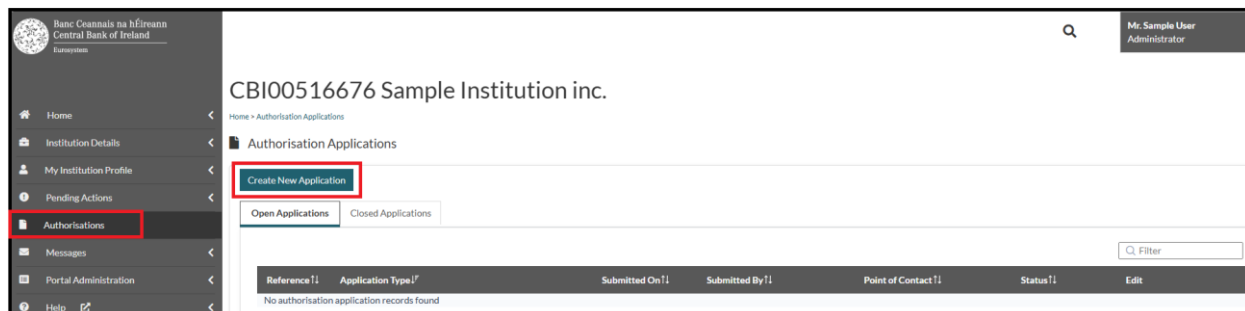 Banc Ceannais na hÉireann
Central Bank of Ireland
Eurosystem
Mr. Sample User
Administrator
CBI00516676 Sample Institution inc.
Home > Authorisation Applications
Authorisation Applications
Home
Institution Details
My Institution Profile
Pending Actions
Authorisations
Messages
Portal Administration
Help
Create New Application
Open Applications Closed Applications
Filter
Reference Application Type Submitted On Submitted By Point of Contact Status Edit
No authorisation application records found